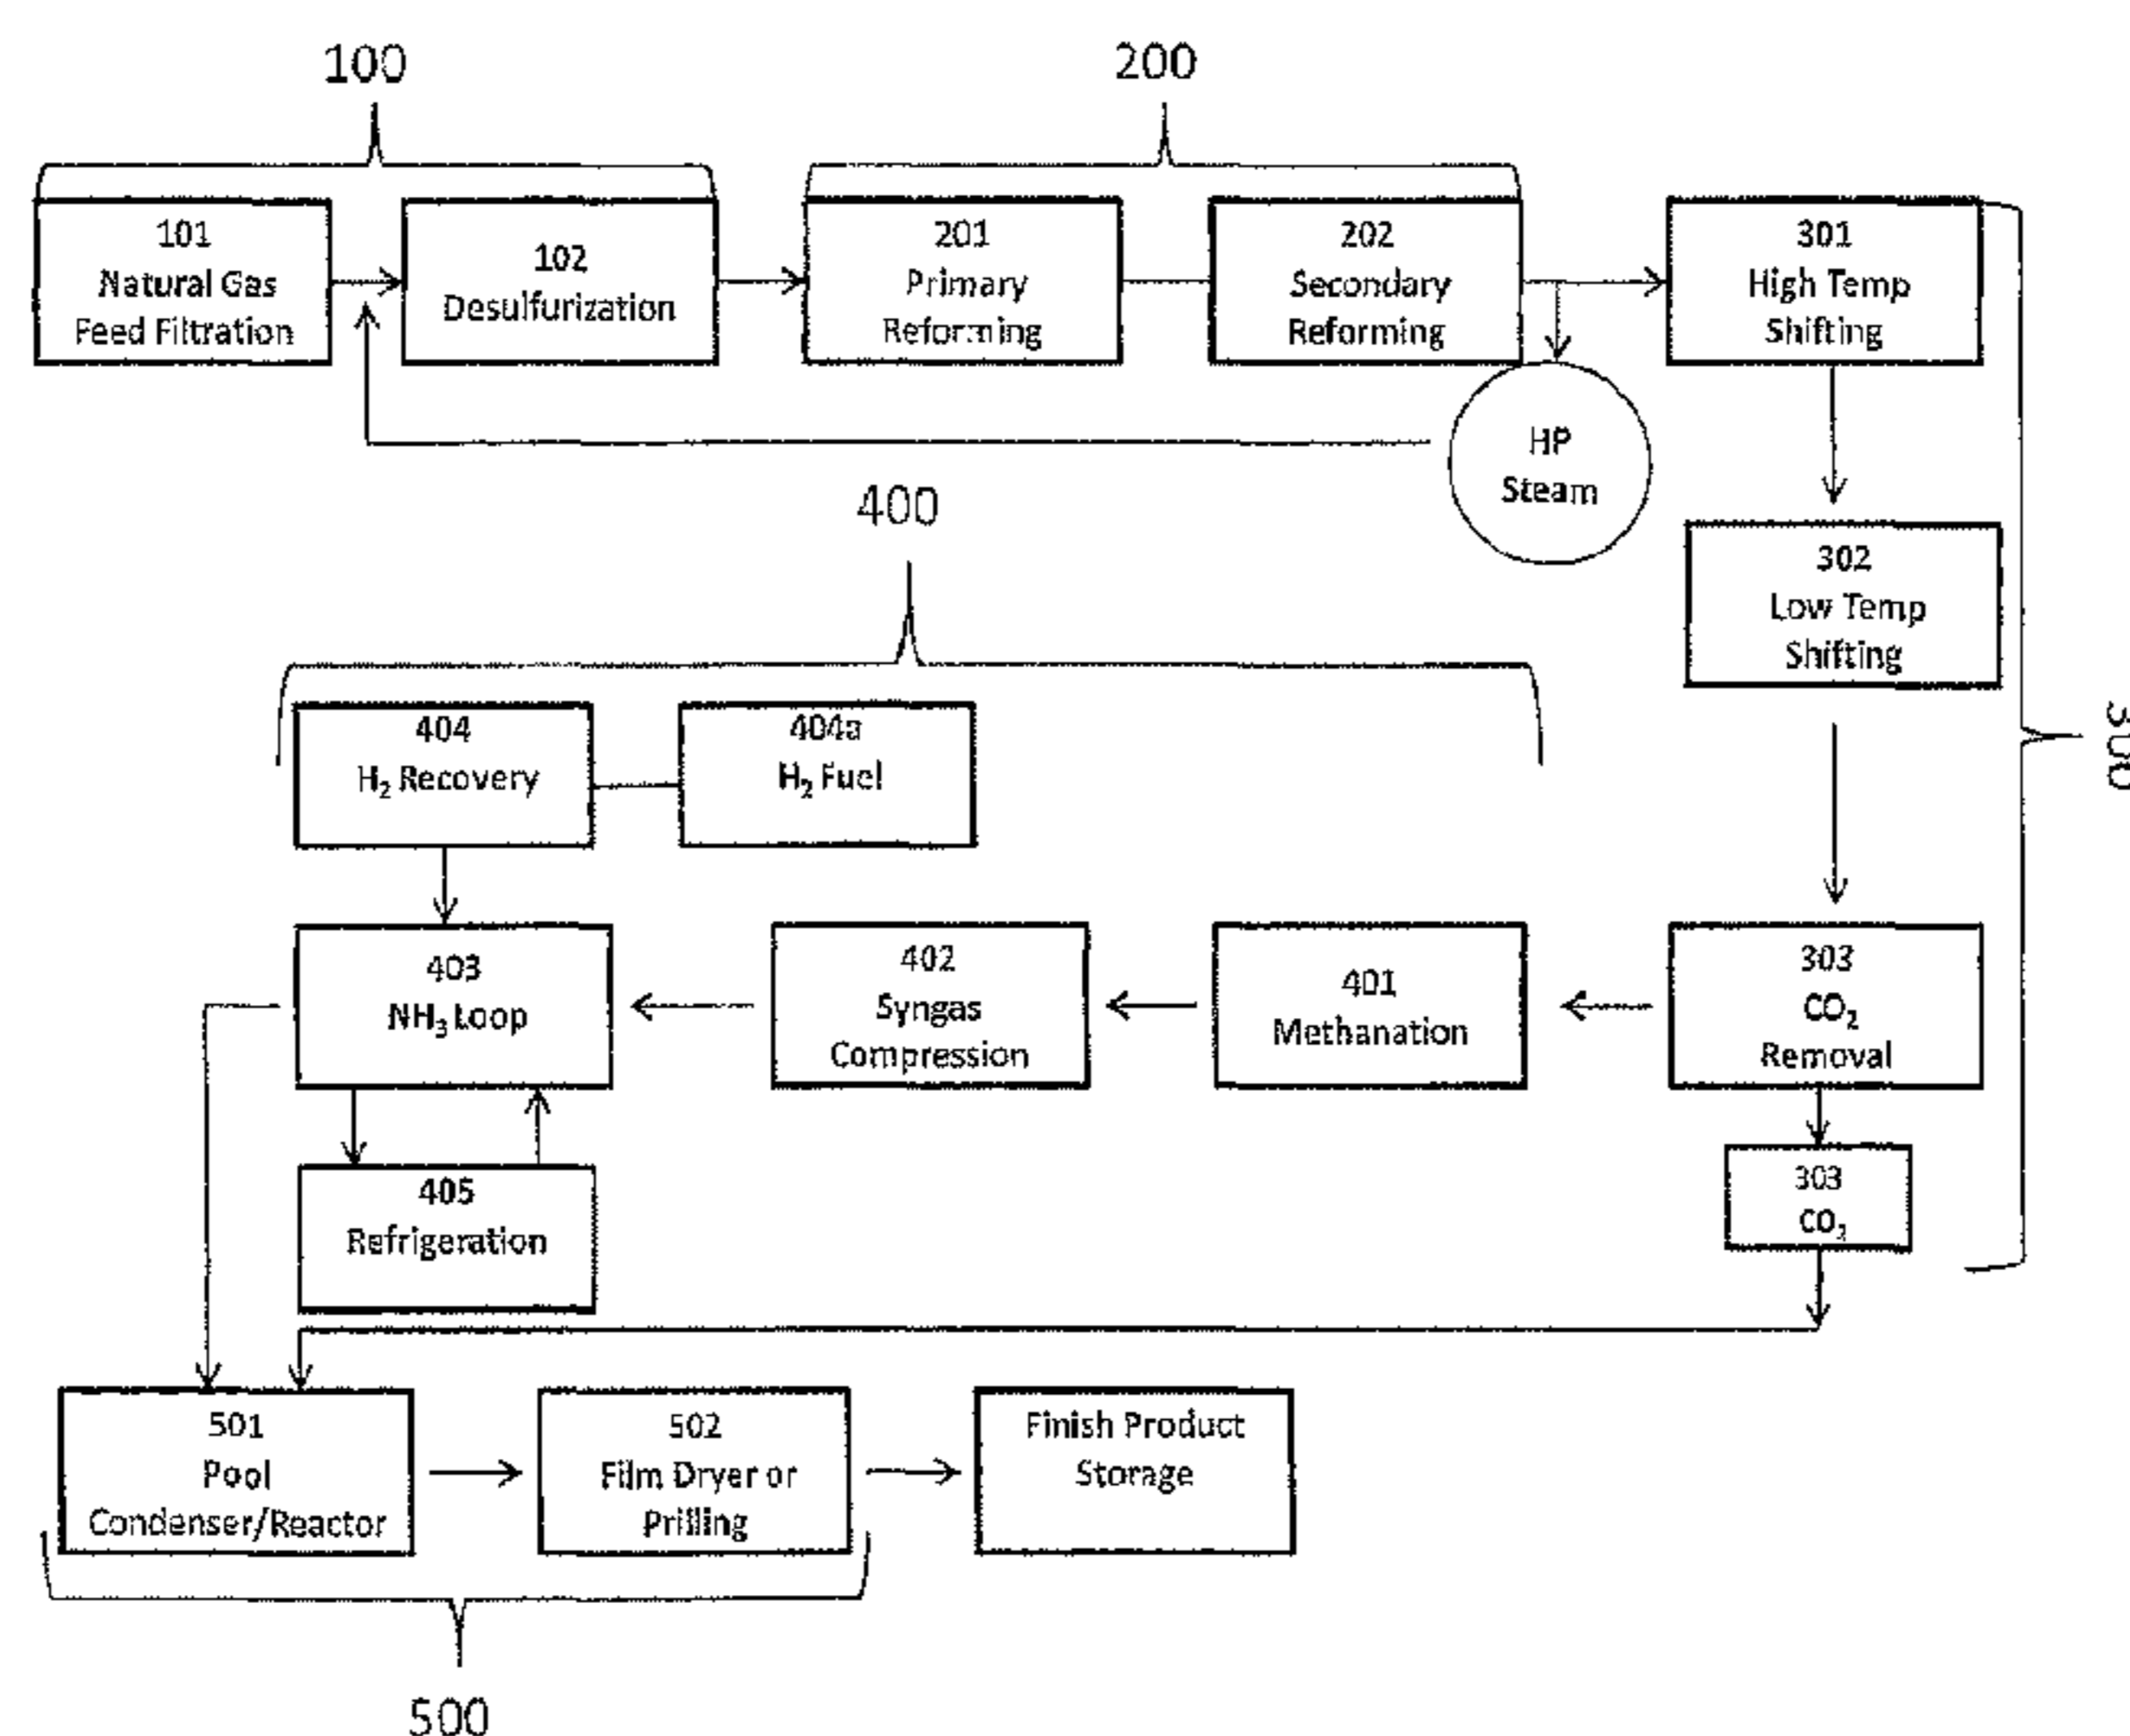 100
200
101
Natural Gas
Feed Filtration
102
Desulfurization
201
Primary
Reforming
202
Secondary
Reforming
301
High Temp
Shifting
HP
Steam
400
302
Low Temp
Shifting
300
404
H₂ Recovery
404a
H₂ Fuel
403
NH₃ Loop
402
Syngas
Compression
401
Methanation
303
CO₂
Removal
405
Refrigeration
303
CO₂
501
Pool
Condenser/Reactor
502
Film Dryer or
Prilling
Finish Product
Storage
500